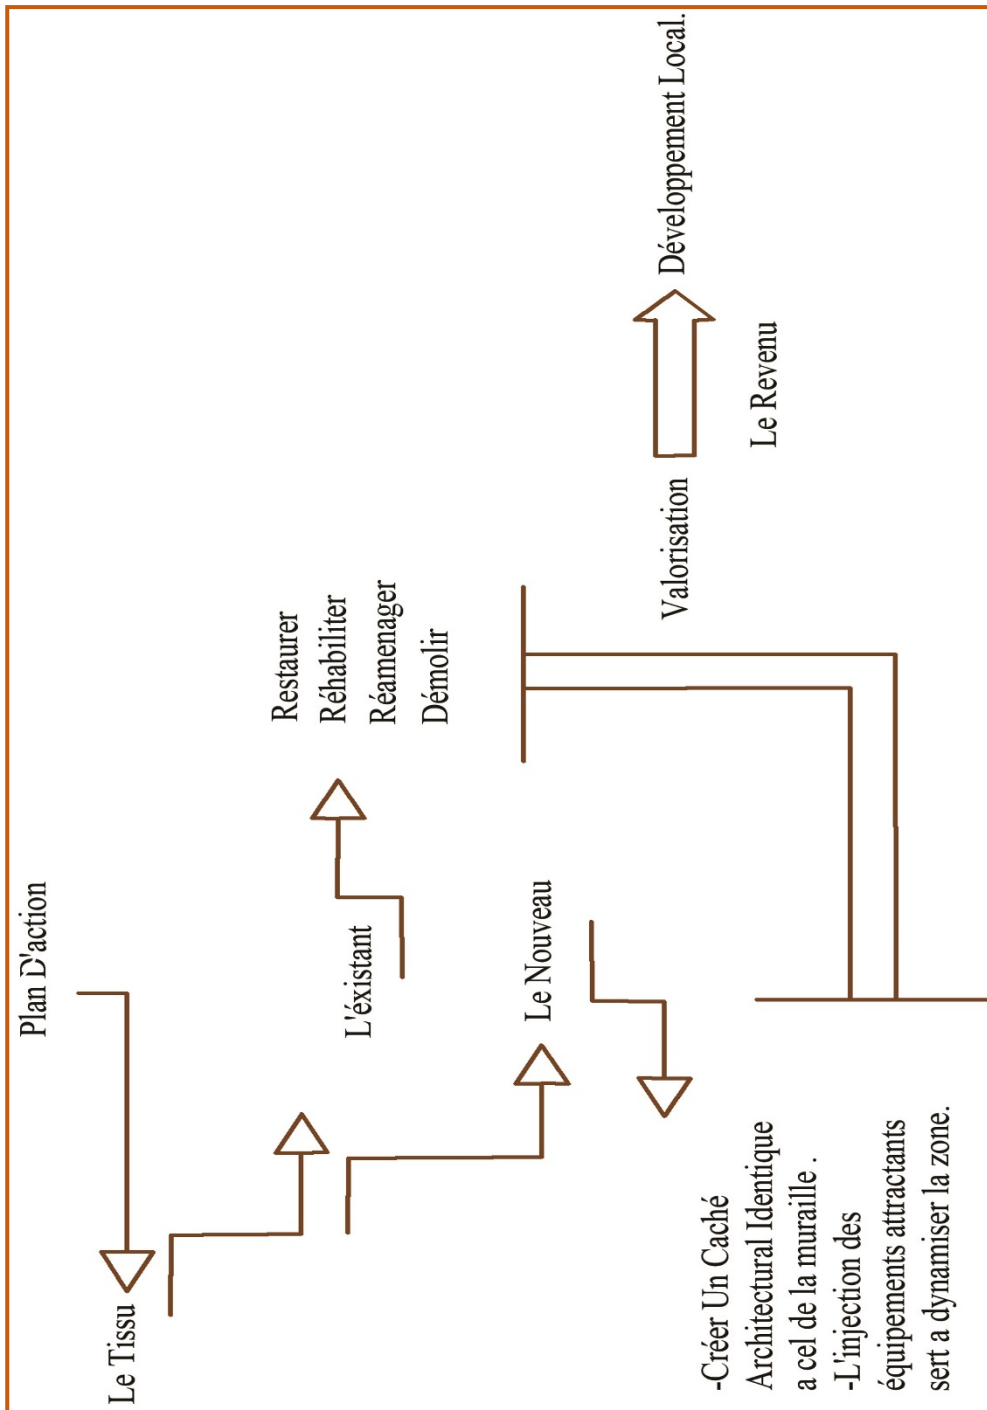 Plan D'action
Le Tissu
L'éxistant
Restaurer
Réhabiliter
Réamenager
Démolir
Le Nouveau
-Créer Un Caché
Architectural Identique
a cel de la muraille .
-L'injection des
équipements attractants
sert a dynamiser la zone.
Valorisation
Développement Local.
Le Revenu